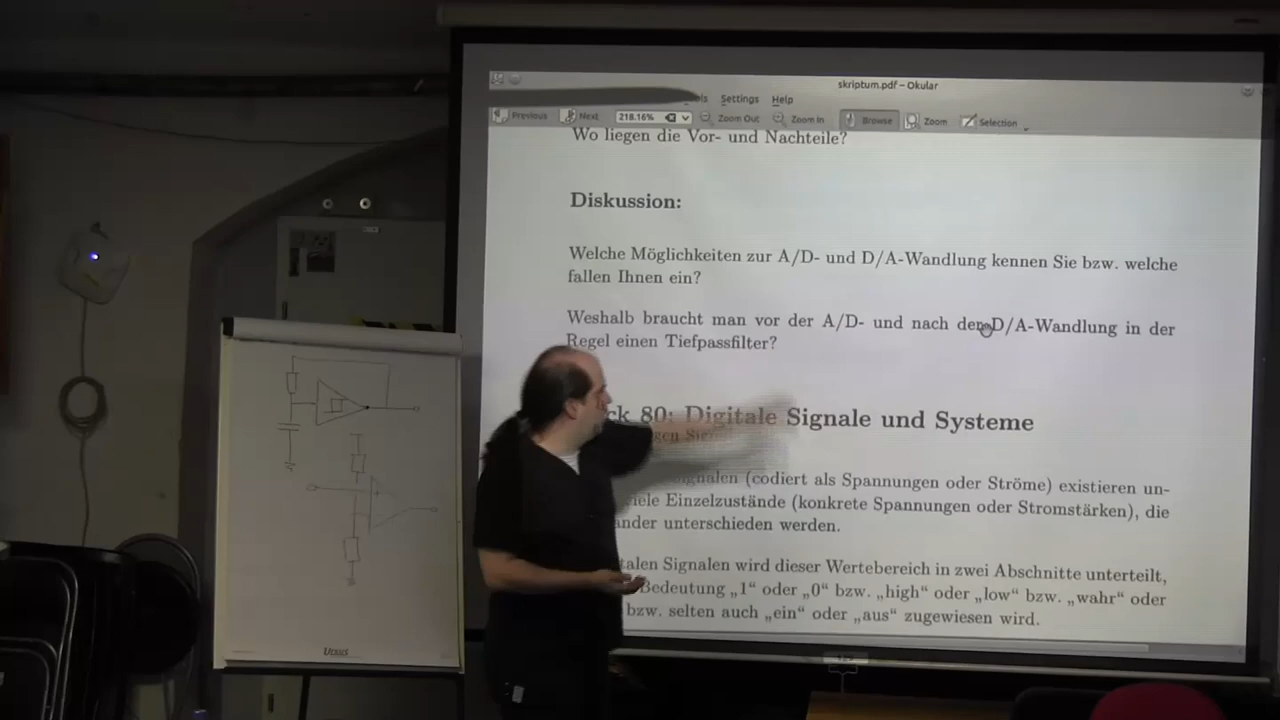 skriptum.pdf – Okular
Settings Help
Previous Next 218.16% Zoom Out Zoom In Browse Zoom Selection
Wo liegen die Vor- und Nachteile?
Diskussion:
Welche Möglichkeiten zur A/D- und D/A-Wandlung kennen Sie bzw. welche
fallen Ihnen ein?
Weshalb braucht man vor der A/D- und nach der D/A-Wandlung in der
Regel einen Tiefpassfilter?
80: Digitale Signale und Systeme
Signalen (codiert als Spannungen oder Ströme) existieren un-
viele Einzelzustände (konkrete Spannungen oder Stromstärken), die
ander unterschieden werden.
talen Signalen wird dieser Wertebereich in zwei Abschnitte unterteilt,
Bedeutung „1“ oder „0“ bzw. „high“ oder „low“ bzw. „wahr“ oder
bzw. selten auch „ein“ oder „aus“ zugewiesen wird.